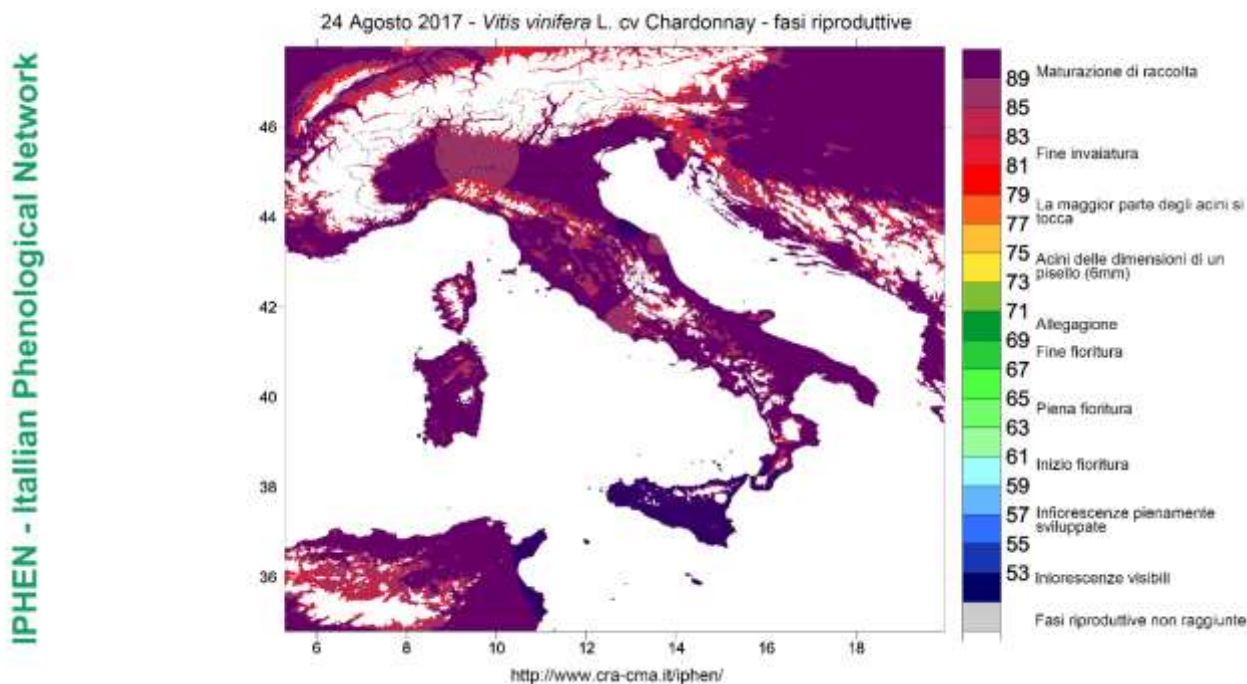 IPHEN - Itallian Phenological Network
24 Agosto 2017 - Vitis vinifera L. cv Chardonnay - fasi riproduttive
46
44
42
40
38
36
6
8
10
12
14
16
18
http://www.cra-cma.it/iphen/
89
85
83
81
79
77
75
73
71
69
67
65
63
61
59
57
55
53
Maturazione di raccolta
Fine invaiatura
La maggior parte degli acini si
tocca
Acini delle dimensioni di un
pisello (6mm)
Allegagione
Fine fioritura
Piena fioritura
Inizio fioritura
Infiorescenze pienamente
sviluppate
Iniorescenze visibili
Fasi riproduttive non raggiunte